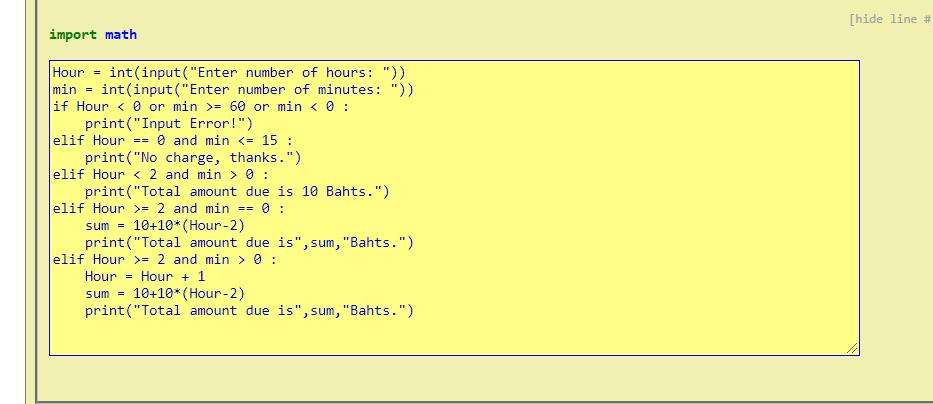 [hide line #
import math
Hour = int(input("Enter number of hours: "))
min = int(input("Enter number of minutes: "))
if Hour < 0 or min >= 60 or min < 0 :
    print("Input Error!")
elif Hour == 0 and min <= 15 :
    print("No charge, thanks.")
elif Hour < 2 and min > 0 :
    print("Total amount due is 10 Bahts.")
elif Hour >= 2 and min == 0 :
    sum = 10+10*(Hour-2)
    print("Total amount due is",sum,"Bahts.")
elif Hour >= 2 and min > 0 :
    Hour = Hour + 1
    sum = 10+10*(Hour-2)
    print("Total amount due is",sum,"Bahts.")